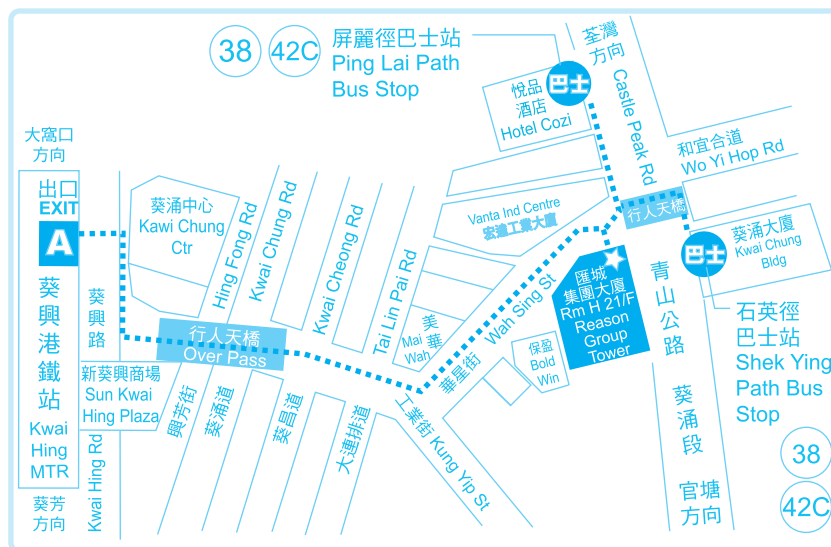 38
42C
屏麗徑巴士站
Ping Lai Path
Bus Stop
巴士
悅品
酒店
Hotel Cozi
荃灣
方向
Castle Peak Rd
和宜合道
Wo Yi Hop Rd
大窩口
方向
出口
EXIT
A
葵興港鐵站
Kwai
Hing
MTR
葵芳
方向
葵興路
Kwai Hing Rd
葵涌中心
Kawi Chung
Ctr
新葵興商場
Sun Kwai
Hing Plaza
行人天橋
Over Pass
Hing Fong Rd
興芳街
Kwai Chung Rd
葵涌道
Kwai Cheong Rd
葵昌道
Tai Lin Pai Rd
大連排道
美華
Mai
Wah
Vanta Ind Centre
宏達工業大廈
Wah Sing St
華星街
工業街 Kung Yip St
保盈
Bold
Win
匯城
集團大廈
Rm H 21/F
Reason
Group
Tower
行人天橋
巴士
葵涌大廈
Kwai Chung
Bldg
青山公路
葵涌段
官塘
方向
石英徑
巴士站
Shek Ying
Path Bus
Stop
38
42C